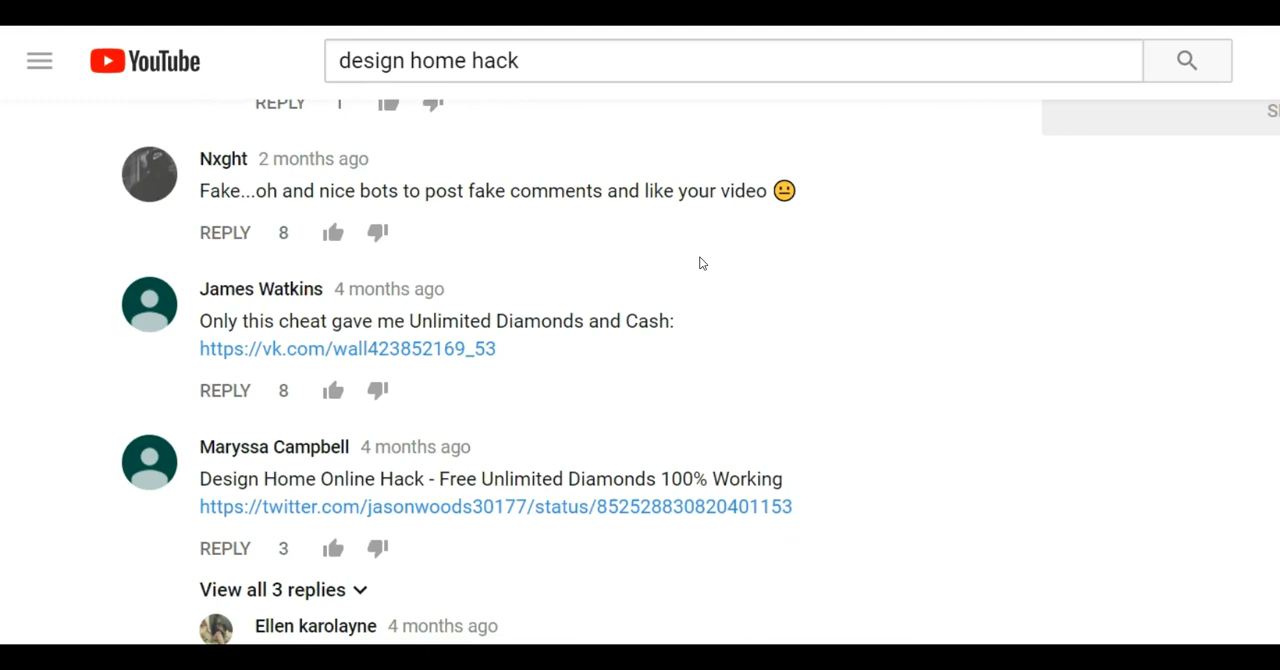 YouTube
design home hack
REPLY 1
Nxght 2 months ago
Fake...oh and nice bots to post fake comments and like your video 😐
REPLY 8
James Watkins 4 months ago
Only this cheat gave me Unlimited Diamonds and Cash:
https://vk.com/wall423852169_53
REPLY 8
Maryssa Campbell 4 months ago
Design Home Online Hack - Free Unlimited Diamonds 100% Working
https://twitter.com/jasonwoods30177/status/852528830820401153
REPLY 3
View all 3 replies
Ellen karolayne 4 months ago